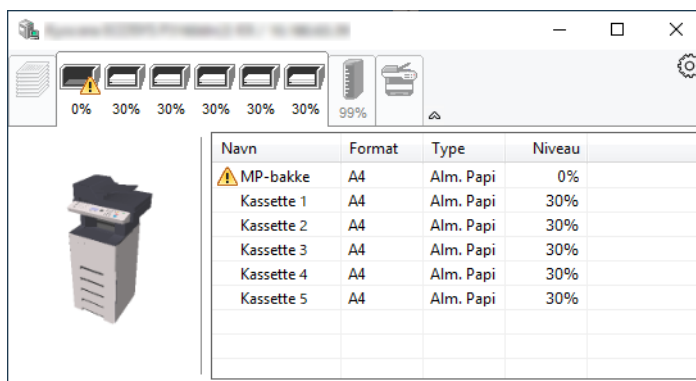 0% 30% 30% 30% 30% 30% 99%
Navn Format Type Niveau
MP-bakke A4 Alm. Papi 0%
Kassette 1 A4 Alm. Papi 30%
Kassette 2 A4 Alm. Papi 30%
Kassette 3 A4 Alm. Papi 30%
Kassette 4 A4 Alm. Papi 30%
Kassette 5 A4 Alm. Papi 30%